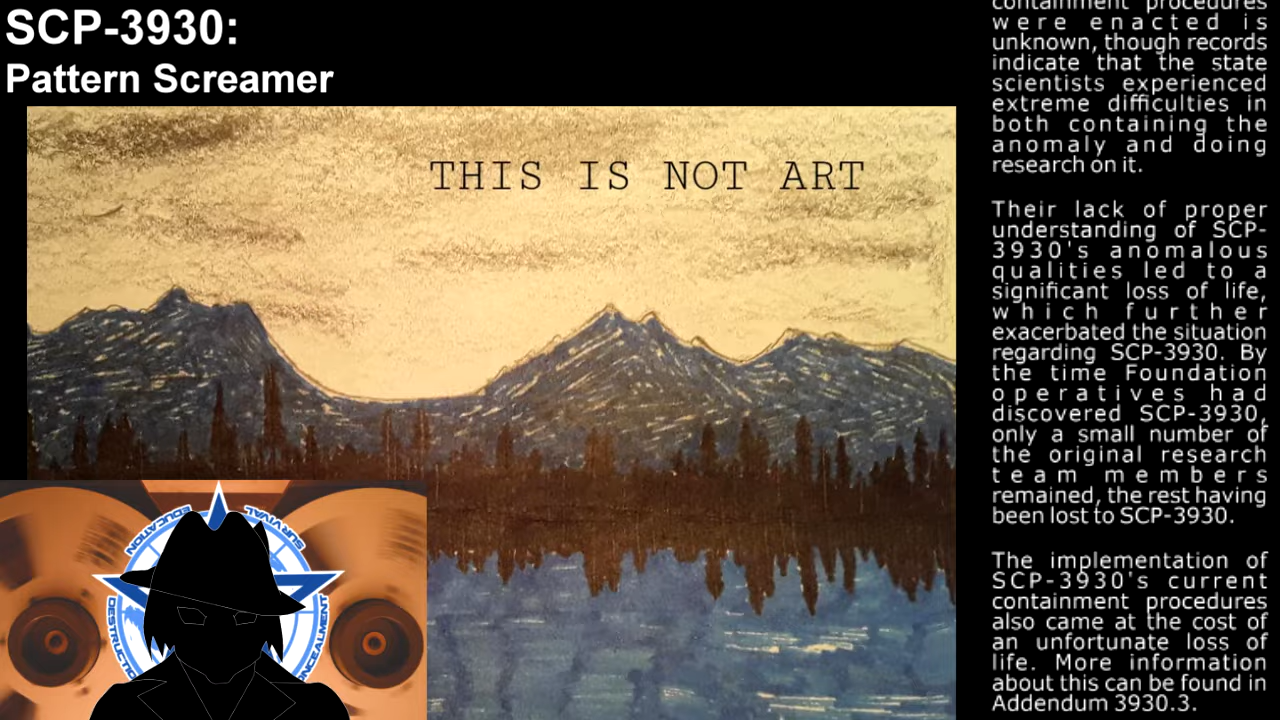 SCP-3930:
Pattern Screamer
THIS IS NOT ART
EDUCATION
SURVIVAL
containment procedures
were enacted is
unknown, though records
indicate that the state
scientists experienced
extreme difficulties in
both containing the
anomaly and doing
research on it.
Their lack of proper
understanding of SCP-
3930's anomalous
qualities led to a
significant loss of life,
which further
exacerbated the situation
regarding SCP-3930. By
the time Foundation
operatives had
discovered SCP-3930,
only a small number of
the original research
team members
remained, the rest having
been lost to SCP-3930.
The implementation of
SCP-3930's current
containment procedures
also came at the cost of
an unfortunate loss of
life. More information
about this can be found in
Addendum 3930.3.